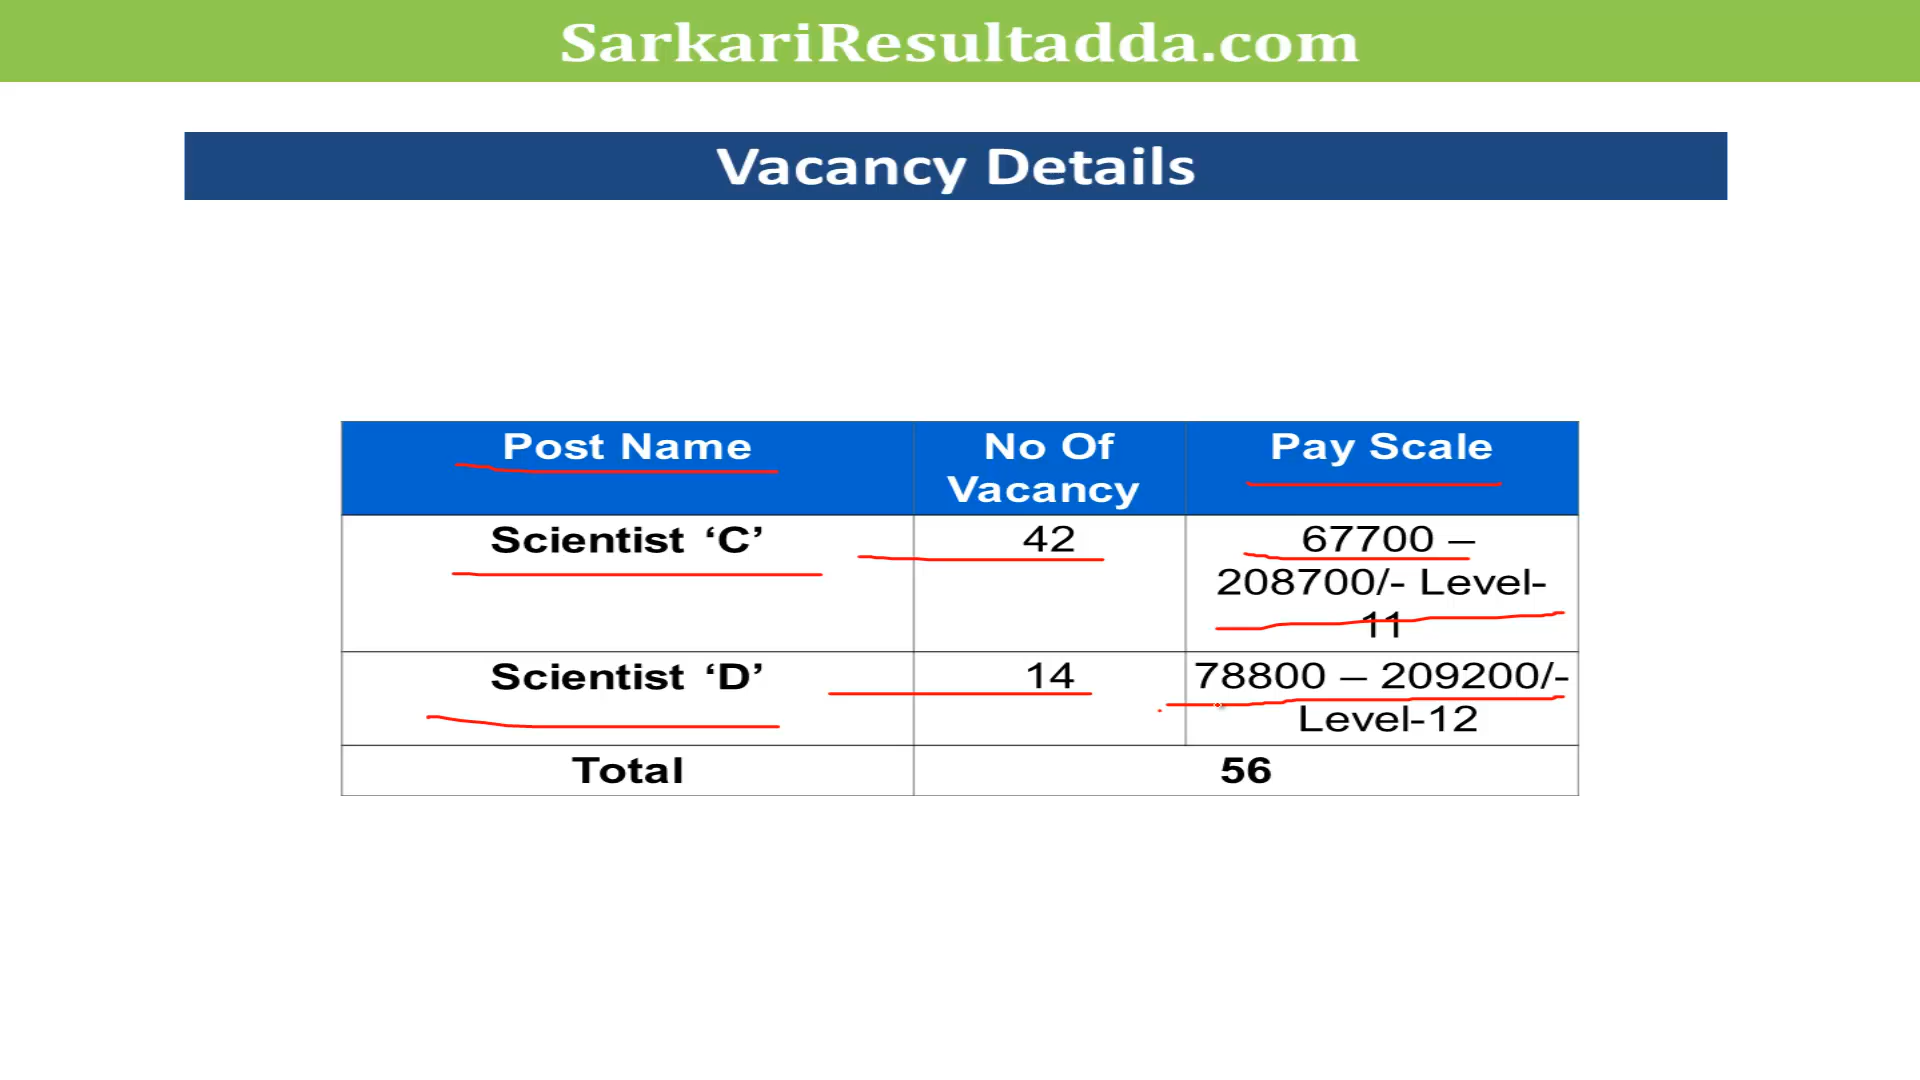 SarkariResultadda.com
Vacancy Details
Post Name
No Of
Vacancy
Pay Scale
Scientist ‘C’
42
67700 –
208700/- Level-
11
Scientist ‘D’
14
78800 – 209200/-
Level-12
Total
56